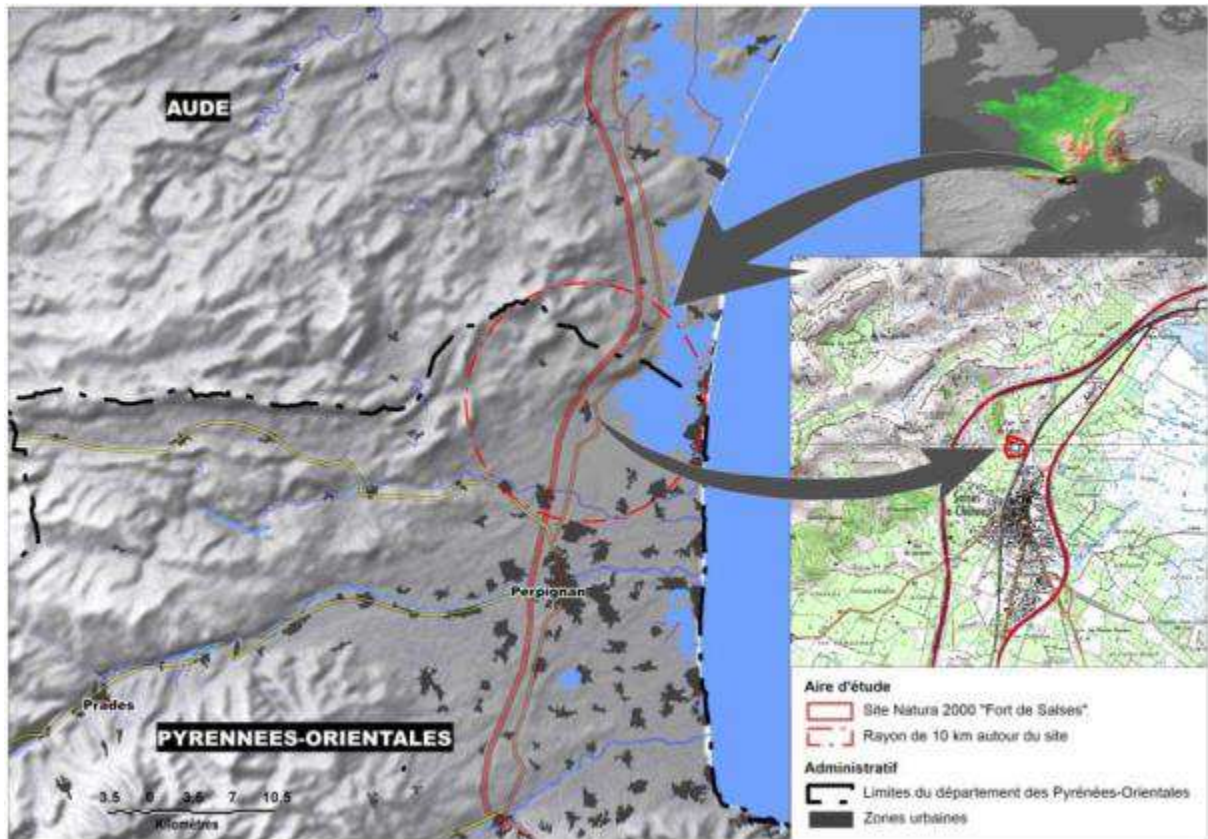 AUDE
Perpignan
Prades
PYRENNEES-ORIENTALES
3.5 0 3.5 7 10.5
Kilomètres
Aire d'étude
Site Natura 2000 "Fort de Salses"
Rayon de 10 km autour du site
Administratif
Limites du département des Pyrénées-Orientales
Zones urbaines